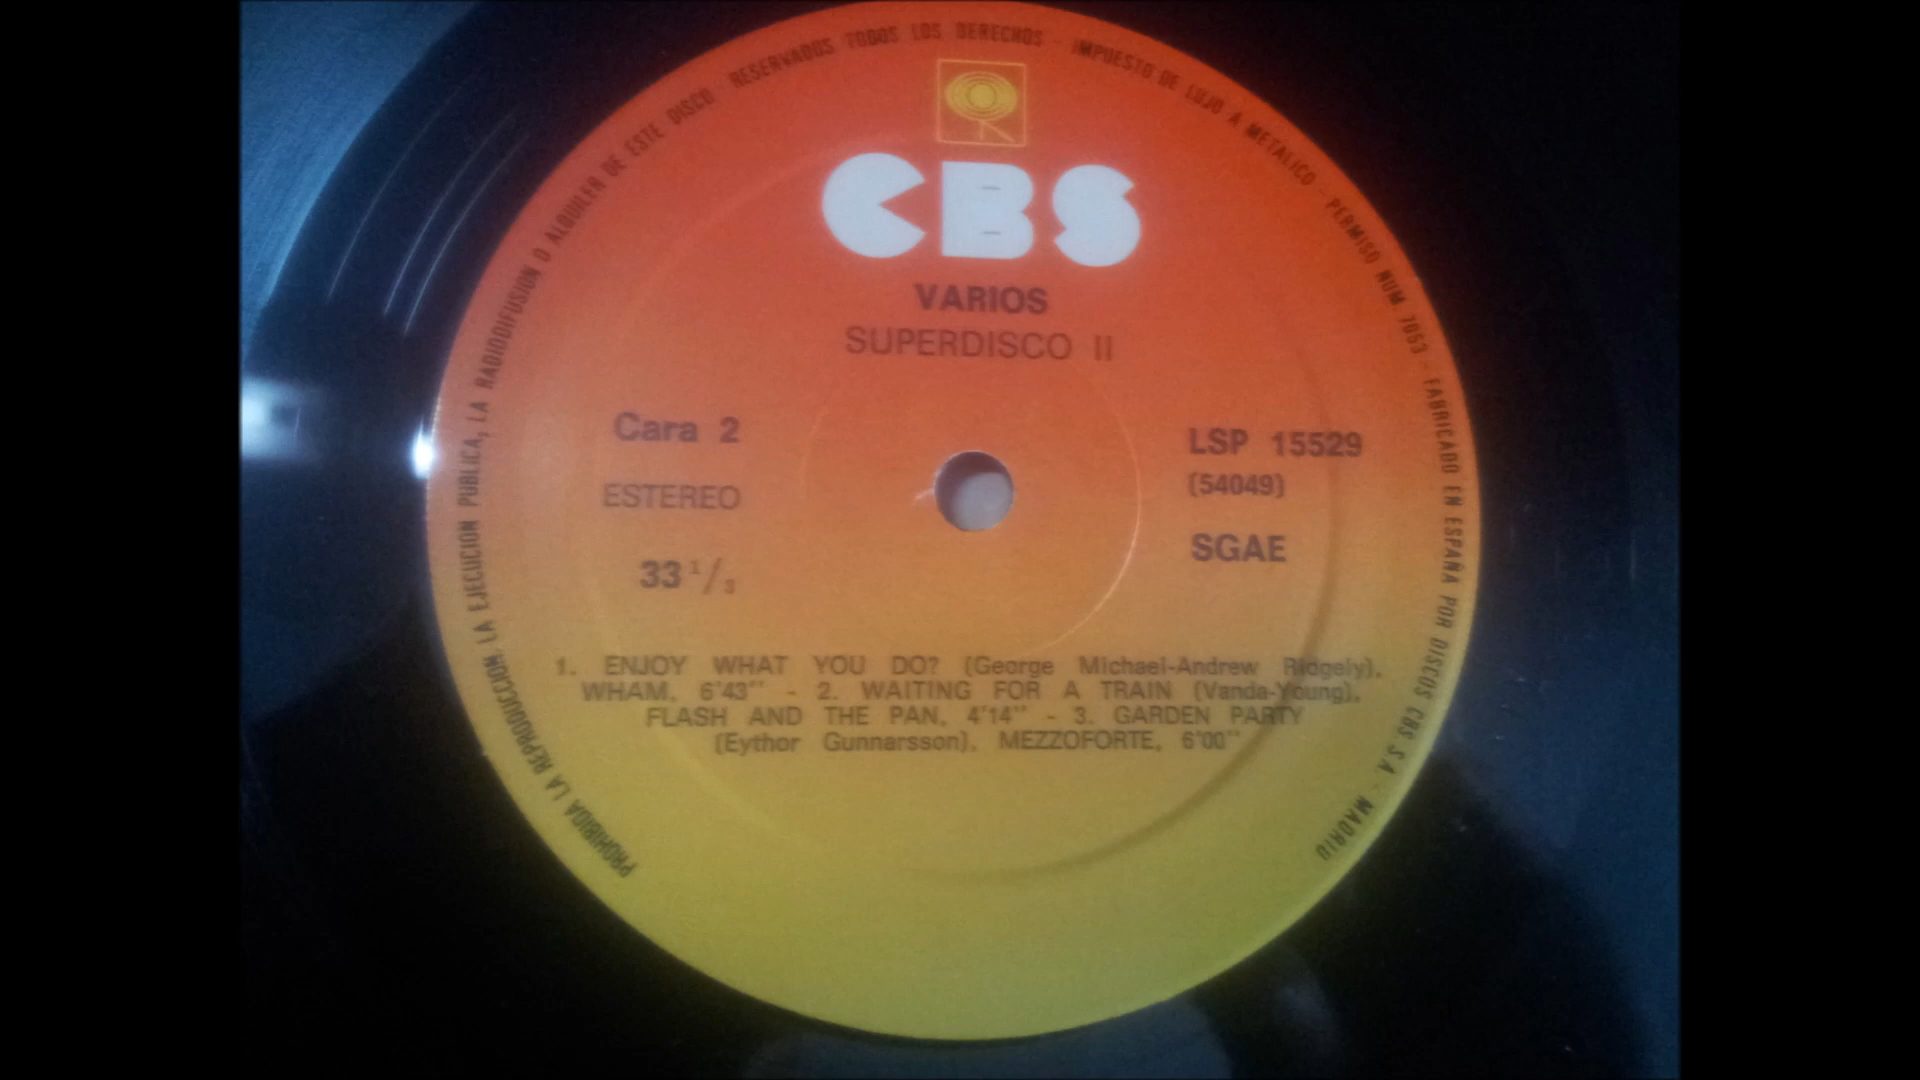 PROHIBIDA LA REPRODUCCION, LA EJECUCION PUBLICA, LA RADIODIFUSION O ALQUILER DE ESTE DISCO - RESERVADOS TODOS LOS DERECHOS - IMPUESTO DE LUJO A METALICO - PERMISO NUM 7063 - FABRICADO EN ESPAÑA POR DISCOS CBS S.A. - MADRID
CBS
VARIOS
SUPERDISCO II
Cara 2
ESTEREO
33 1/3
LSP 15529
(54049)
SGAE
1. ENJOY WHAT YOU DO? (George Michael-Andrew Ridgely).
WHAM. 6'43'' - 2. WAITING FOR A TRAIN (Vanda-Young).
FLASH AND THE PAN. 4'14'' - 3. GARDEN PARTY
(Eythor Gunnarsson). MEZZOFORTE. 6'00''